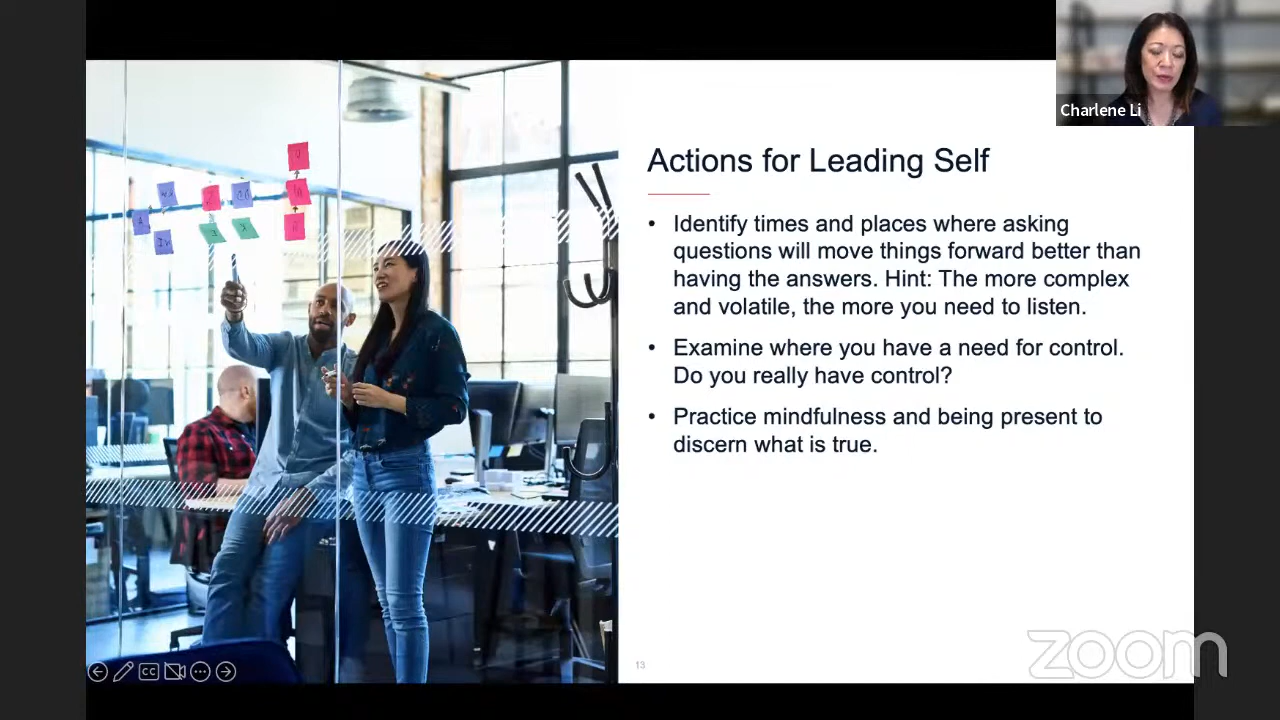 Charlene Li
Actions for Leading Self
• Identify times and places where asking
questions will move things forward better than
having the answers. Hint: The more complex
and volatile, the more you need to listen.
• Examine where you have a need for control.
Do you really have control?
• Practice mindfulness and being present to
discern what is true.
zoom
13
CC